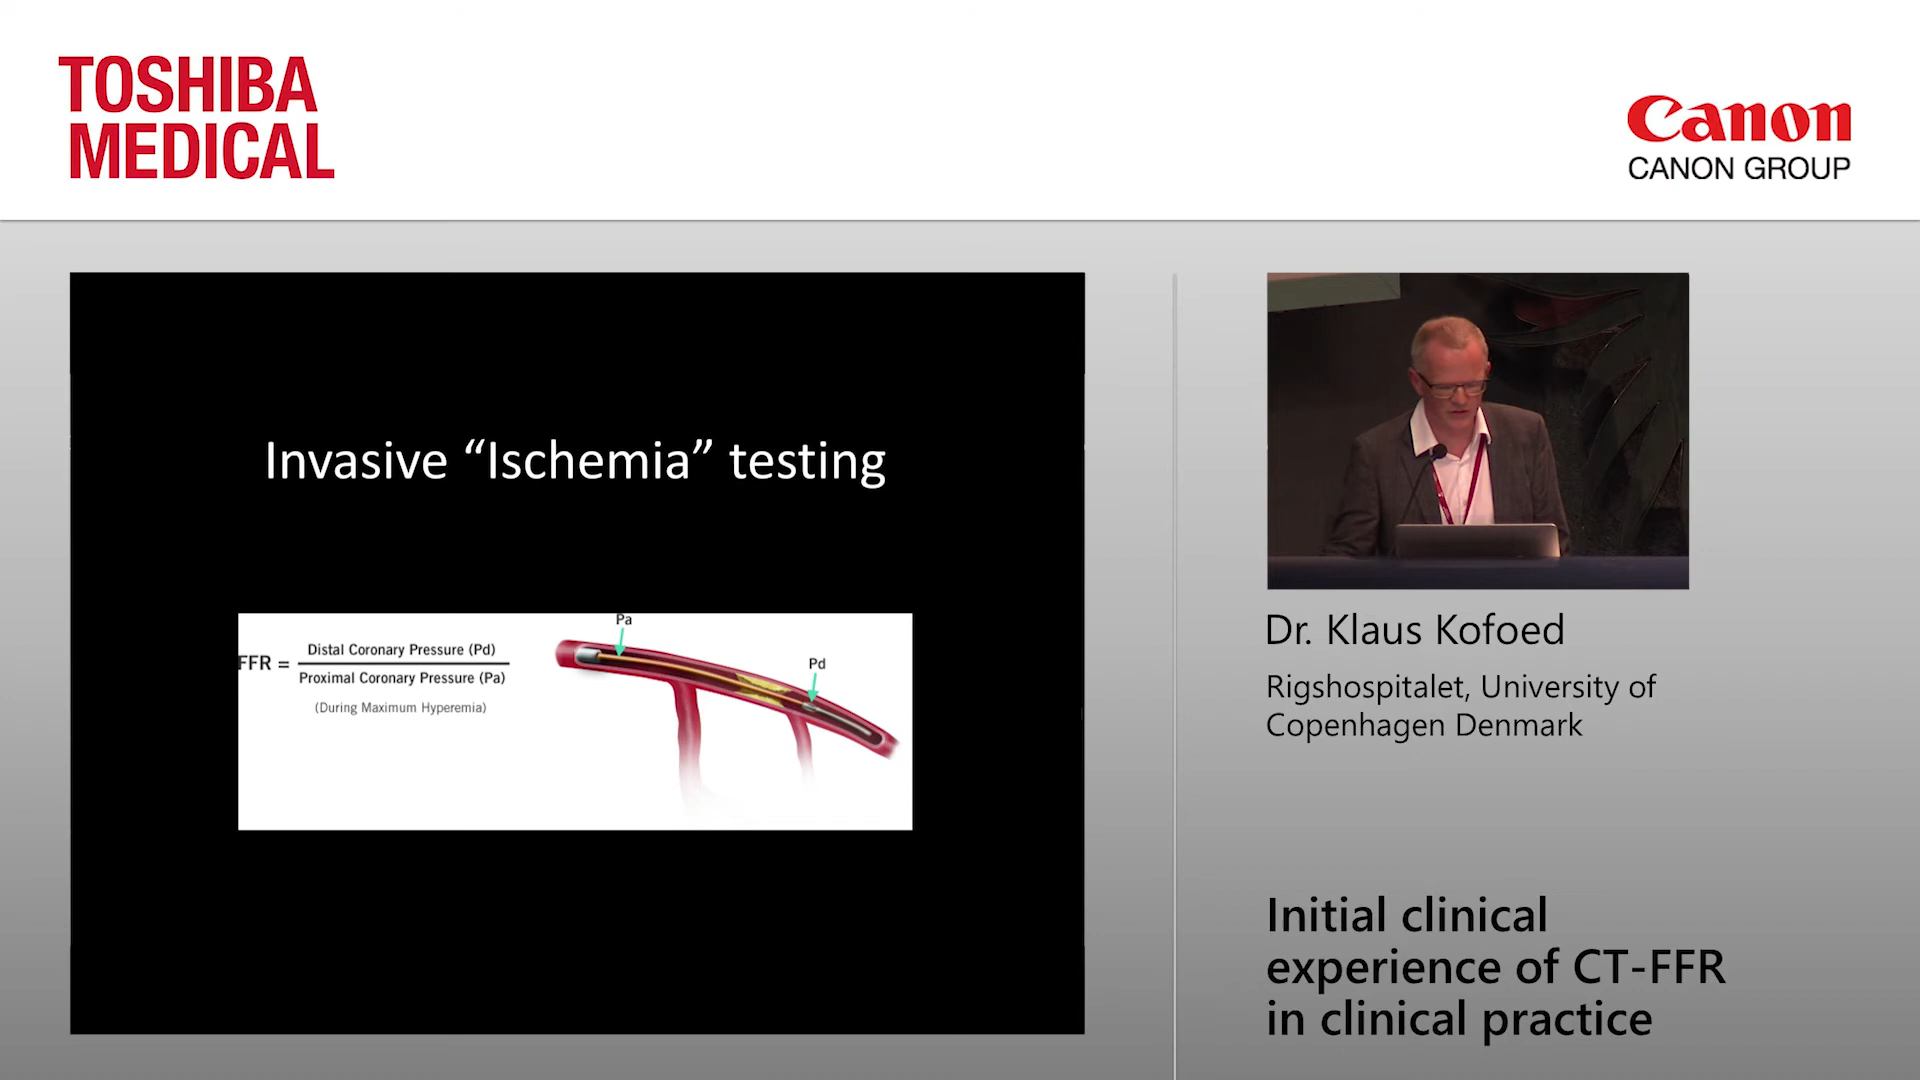 TOSHIBA
MEDICAL
Canon
CANON GROUP
Invasive “Ischemia” testing
FFR =
Distal Coronary Pressure (Pd)
Proximal Coronary Pressure (Pa)
(During Maximum Hyperemia)
Pa
Pd
Dr. Klaus Kofoed
Rigshospitalet, University of
Copenhagen Denmark
Initial clinical
experience of CT-FFR
in clinical practice